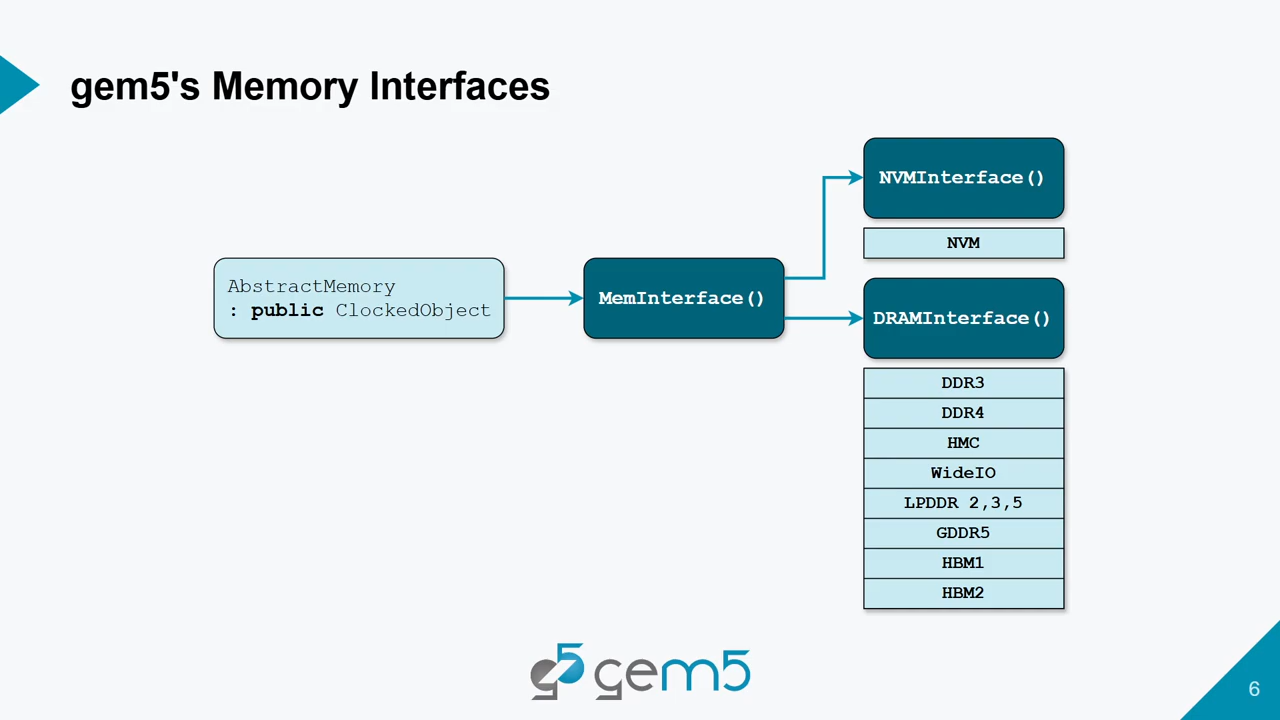 gem5's Memory Interfaces
AbstractMemory
: public ClockedObject
MemInterface()
NVMInterface()
NVM
DRAMInterface()
DDR3
DDR4
HMC
WideIO
LPDDR 2,3,5
GDDR5
HBM1
HBM2
g5 gem5
6